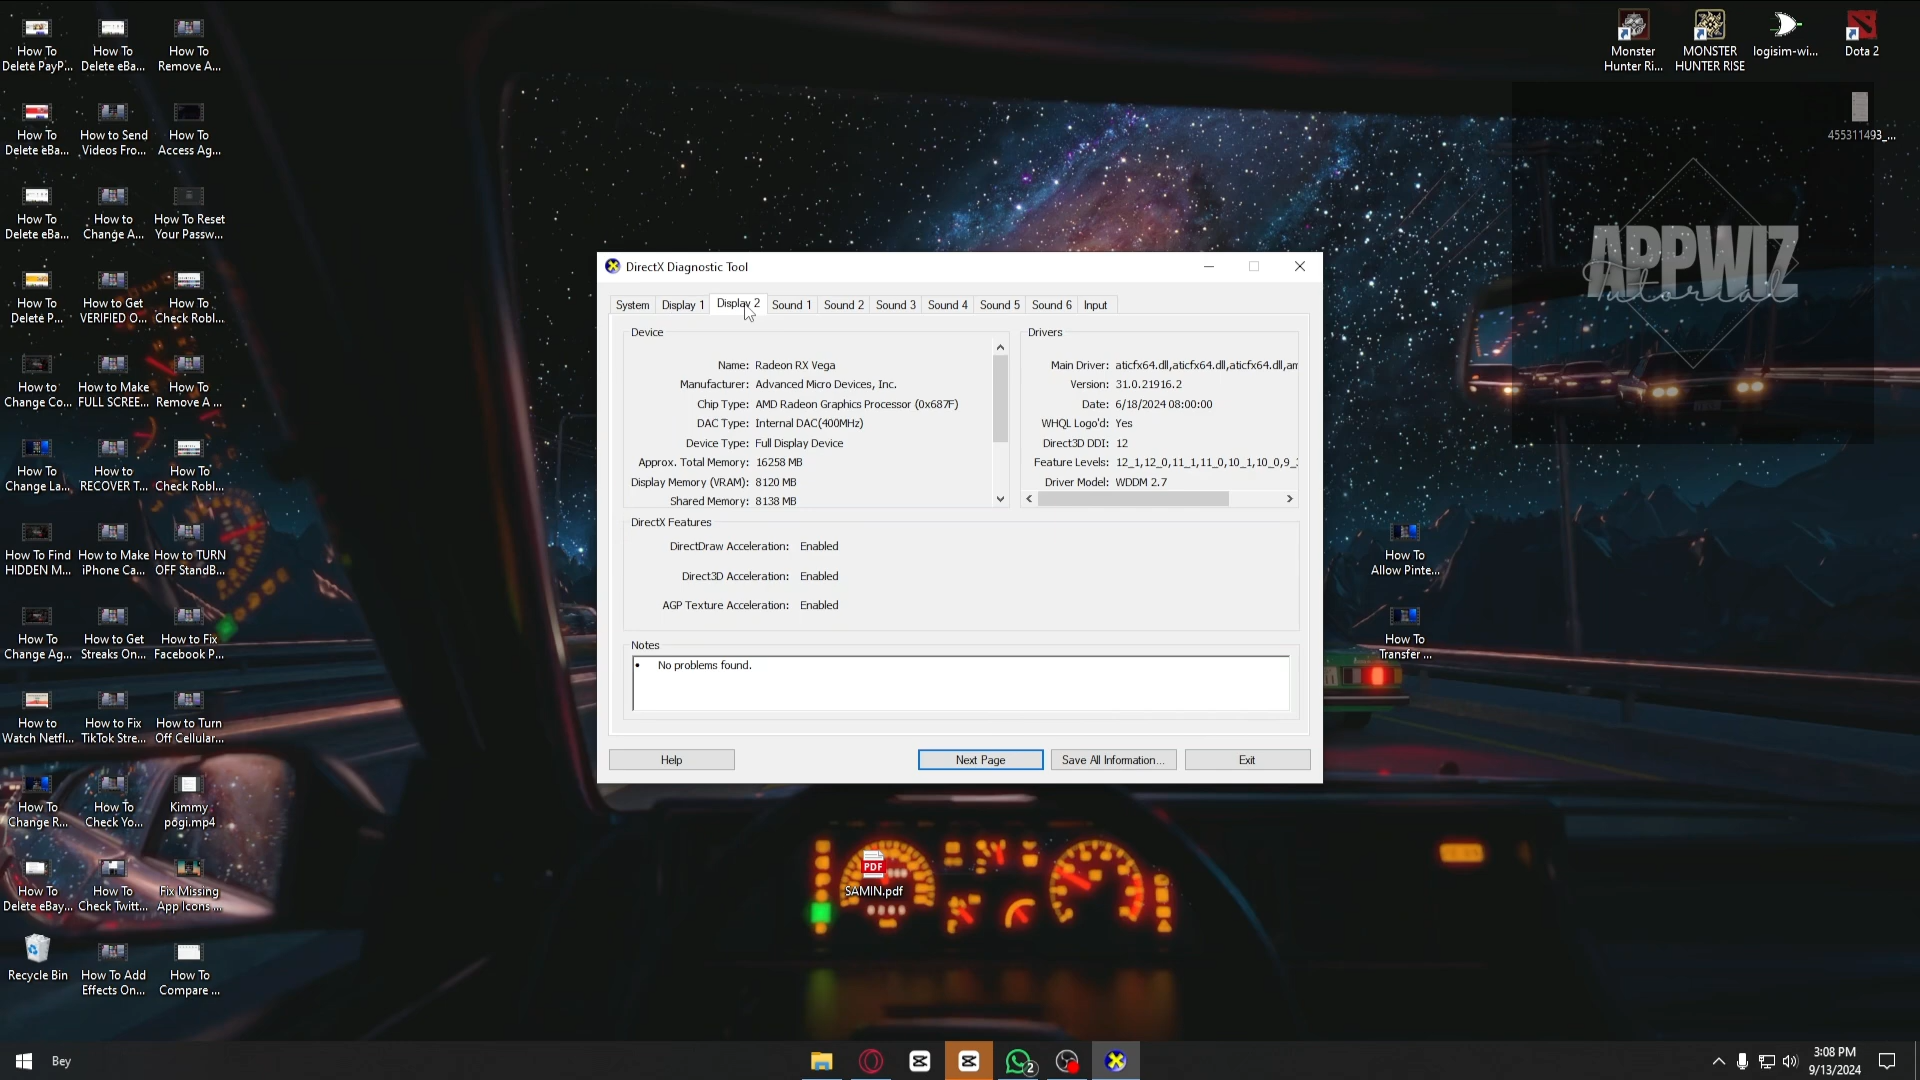 How To
Delete PayP...
How To
Delete eBa...
How To
Remove A...
How To
Delete eBa...
How to Send
Videos Fro...
How To
Access Ag...
How To
Delete eBa...
How to
Change A...
How To Reset
Your Passw...
How To
Delete P...
How to Get
VERIFIED O...
How To
Check Robl...
How to
Change Co...
How to Make
FULL SCREE...
How To
Remove A ...
How To
Change La...
How to
RECOVER T...
How To
Check Robl...
How To Find
HIDDEN M...
How to Make
iPhone Ca...
How to TURN
OFF StandB...
How To
Change Ag...
How to Get
Streaks On...
How to Fix
Facebook P...
How to
Watch Netfl...
How to Fix
TikTok Stre...
How to Turn
Off Cellular...
How To
Change R...
How To
Check Yo...
Kimmy
pogi.mp4
How To
Delete eBay...
How To
Check Twitt...
Fix Missing
App Icons ...
Recycle Bin
How To Add
Effects On...
How To
Compare ...
Monster
Hunter Ri...
MONSTER
HUNTER RISE
logisim-wi...
Dota 2
455311493_...
APPWIZ
Tutorial
How To
Allow Pinte...
How To
Transfer ...
PDF
SAMIN.pdf
DirectX Diagnostic Tool
System
Display 1
Display 2
Sound 1
Sound 2
Sound 3
Sound 4
Sound 5
Sound 6
Input
Device
Name: Radeon RX Vega
Manufacturer: Advanced Micro Devices, Inc.
Chip Type: AMD Radeon Graphics Processor (0x687F)
DAC Type: Internal DAC(400MHz)
Device Type: Full Display Device
Approx. Total Memory: 16258 MB
Display Memory (VRAM): 8120 MB
Shared Memory: 8138 MB
Drivers
Main Driver: aticfx64.dll,aticfx64.dll,aticfx64.dll,am
Version: 31.0.21916.2
Date: 6/18/2024 08:00:00
WHQL Logo'd: Yes
Direct3D DDI: 12
Feature Levels: 12_1,12_0,11_1,11_0,10_1,10_0,9_
Driver Model: WDDM 2.7
DirectX Features
DirectDraw Acceleration: Enabled
Direct3D Acceleration: Enabled
AGP Texture Acceleration: Enabled
Notes
• No problems found.
Help
Next Page
Save All Information...
Exit
Bey
2
3:08 PM
9/13/2024